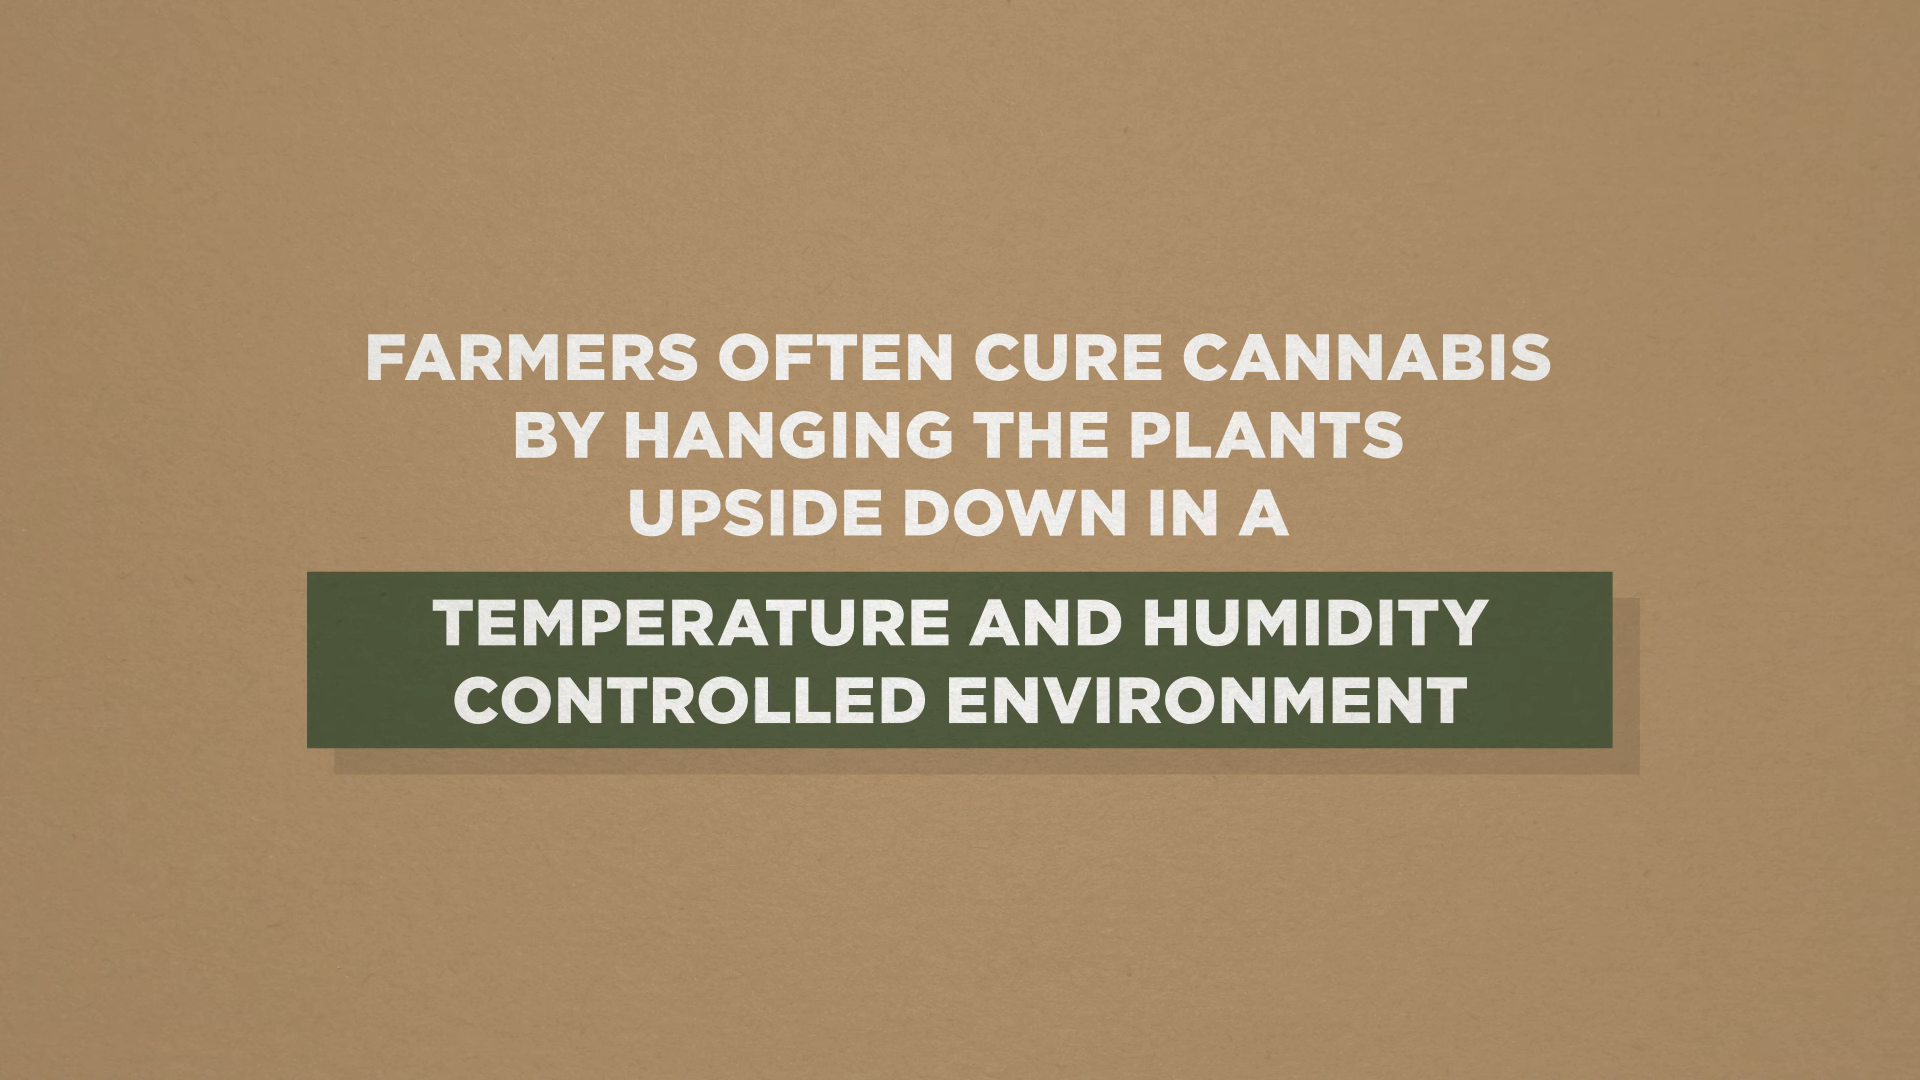 FARMERS OFTEN CURE CANNABIS
BY HANGING THE PLANTS
UPSIDE DOWN IN A
TEMPERATURE AND HUMIDITY
CONTROLLED ENVIRONMENT